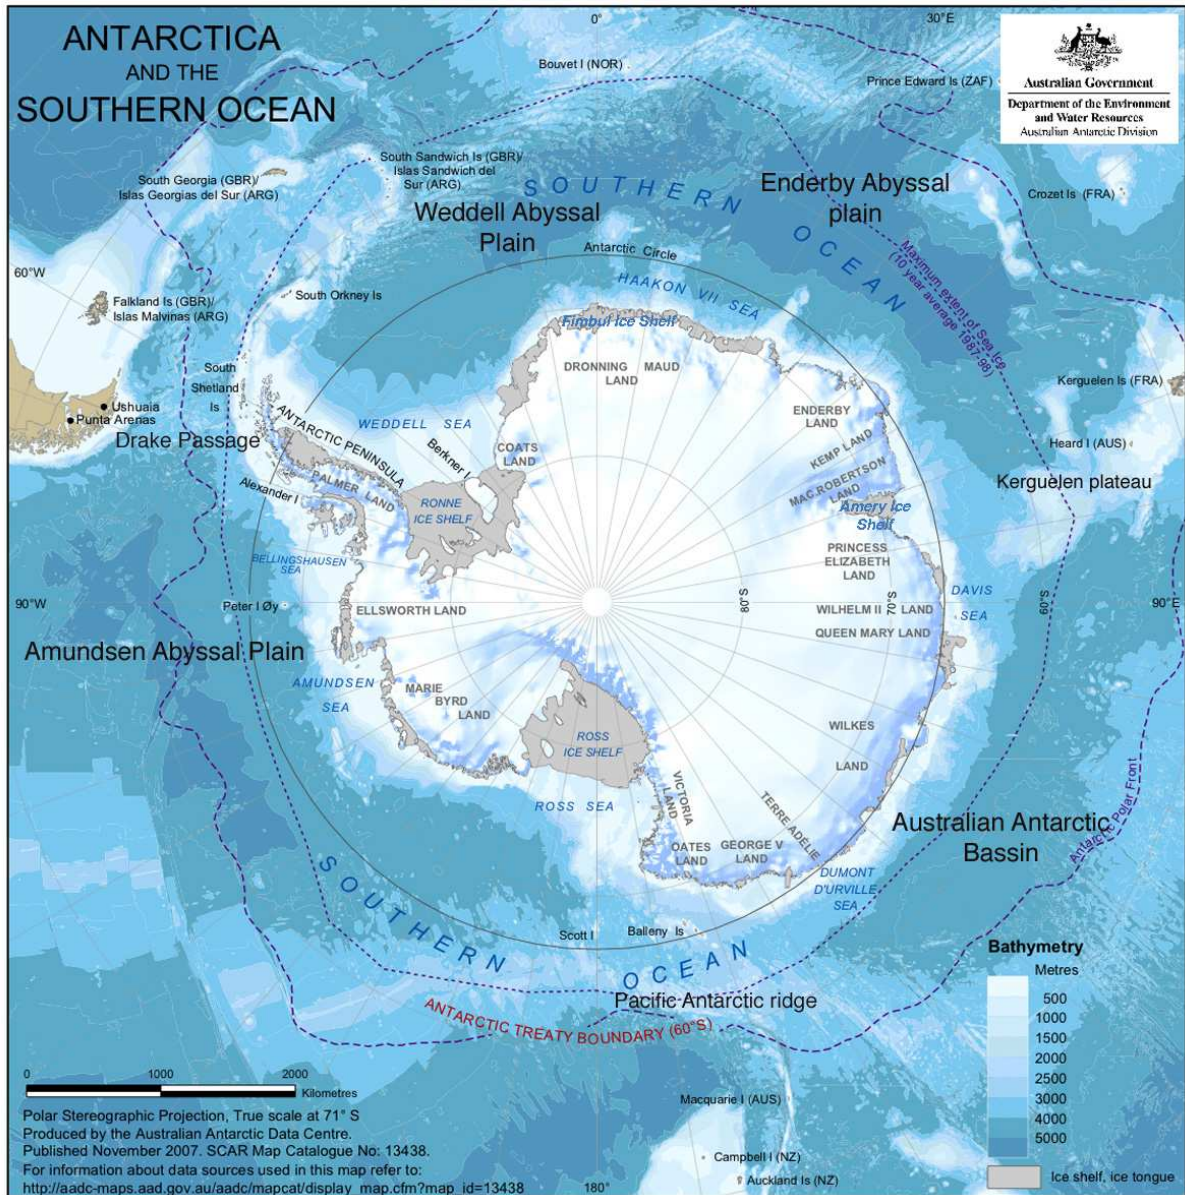 ANTARCTICA
AND THE
SOUTHERN OCEAN
0°
30°E
Bouvet I (NOR)
Prince Edward Is (ZAF)
Australian Government
Department of the Environment
and Water Resources
Australian Antarctic Division
South Sandwich Is (GBR)/
Islas Sandwich del
Sur (ARG)
South Georgia (GBR)/
Islas Georgias del Sur (ARG)
SOUTHERN
OCEAN
Weddell Abyssal
Plain
Enderby Abyssal
plain
Crozet Is (FRA)
Antarctic Circle
Maximum extent of Sea Ice
(10 year average 1987-98)
60°W
HAAKON VII SEA
South Orkney Is
Falkland Is (GBR)/
Islas Malvinas (ARG)
Fimbul Ice Shelf
South
Shetland
Is
DRONNING MAUD
LAND
Kerguelen Is (FRA)
Ushuaia
Punta Arenas
Drake Passage
ANTARCTIC PENINSULA
WEDDELL SEA
Berkner I
COATS
LAND
ENDERBY
LAND
KEMP LAND
Heard I (AUS)
MAC.ROBERTSON
LAND
Kerguelen plateau
Alexander I
PALMER LAND
RONNE
ICE SHELF
Amery Ice
Shelf
BELLINGSHAUSEN
SEA
PRINCESS
ELIZABETH
LAND
DAVIS
SEA
90°W
Peter I Øy
ELLSWORTH LAND
80°S
70°S
60°S
90°E
WILHELM II LAND
QUEEN MARY LAND
Amundsen Abyssal Plain
AMUNDSEN
SEA
MARIE
BYRD
LAND
ROSS
ICE SHELF
WILKES
LAND
VICTORIA
LAND
ROSS SEA
TERRE ADÉLIE
Australian Antarctic
Bassin
Antarctic Polar Front
OATES
LAND
GEORGE V
LAND
DUMONT
D'URVILLE
SEA
SOUTHERN
OCEAN
Scott I
Balleny Is
Pacific Antarctic ridge
ANTARCTIC TREATY BOUNDARY (60°S)
Bathymetry
Metres
500
1000
1500
2000
2500
3000
4000
5000
Ice shelf, ice tongue
0 1000 2000
Kilometres
Macquarie I (AUS)
Campbell I (NZ)
Auckland Is (NZ)
180°
Polar Stereographic Projection, True scale at 71° S
Produced by the Australian Antarctic Data Centre.
Published November 2007. SCAR Map Catalogue No: 13438.
For information about data sources used in this map refer to:
http://aadc-maps.aad.gov.au/aadc/mapcat/display_map.cfm?map_id=13438